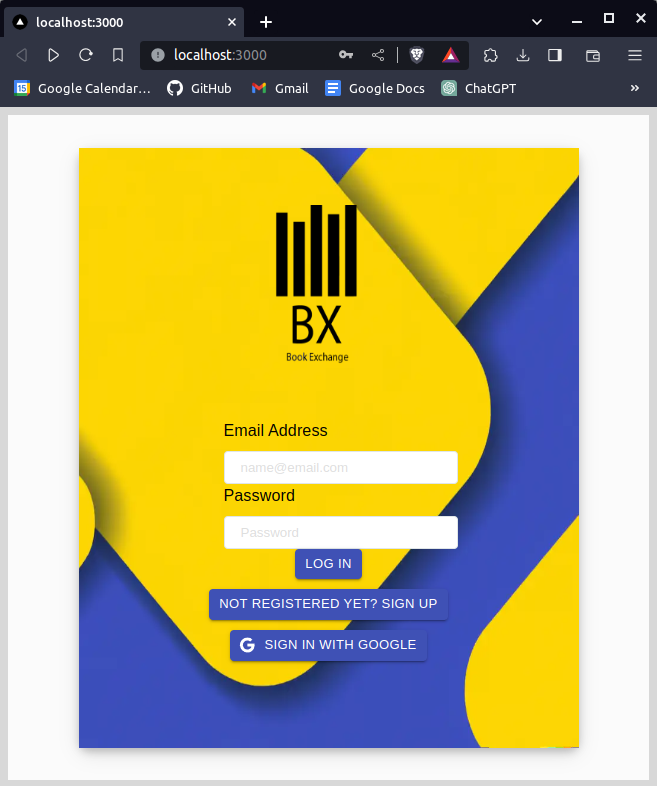 localhost:3000
localhost:3000
Google Calendar…
GitHub
Gmail
Google Docs
ChatGPT
BX
Book Exchange
Email Address
name@email.com
Password
Password
LOG IN
NOT REGISTERED YET? SIGN UP
G SIGN IN WITH GOOGLE